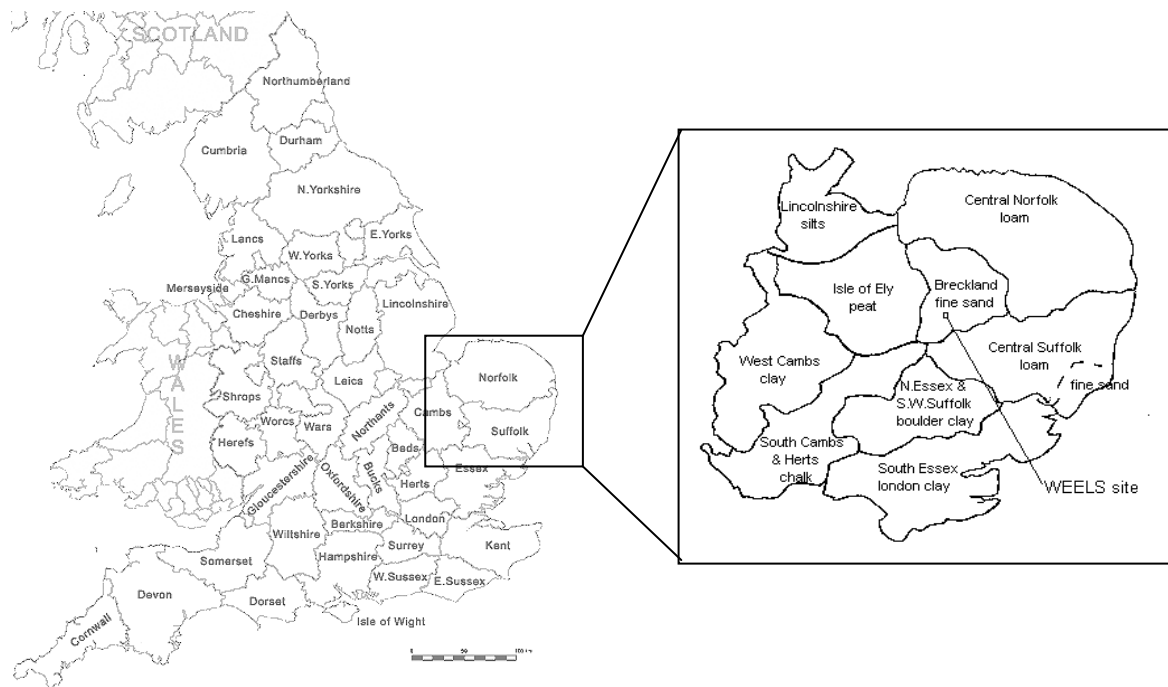 SCOTLAND
Northumberland
Cumbria
Durham
N.Yorkshire
Lancs
W.Yorks
E.Yorks
G.Mancs
S.Yorks
Merseyside
Lincolnshire
Cheshire
Derbys
Notts
WALES
Staffs
Shrops
Leics
Norfolk
Northants
Cambs
Worcs
Wars
Suffolk
Herefs
Beds
Gloucestershire
Oxfordshire
Bucks
Herts
Essex
London
Berkshire
Wiltshire
Surrey
Kent
Hampshire
Somerset
W.Sussex
E.Sussex
Devon
Dorset
Cornwall
Isle of Wight
0
50
100 km
Lincolnshire
silts
Central Norfolk
loam
Isle of Ely
peat
Breckland
fine sand
West Cambs
clay
Central Suffolk
loam
fine sand
N.Essex &
S.W.Suffolk
boulder clay
South Cambs
& Herts
chalk
South Essex
london clay
WEELS site